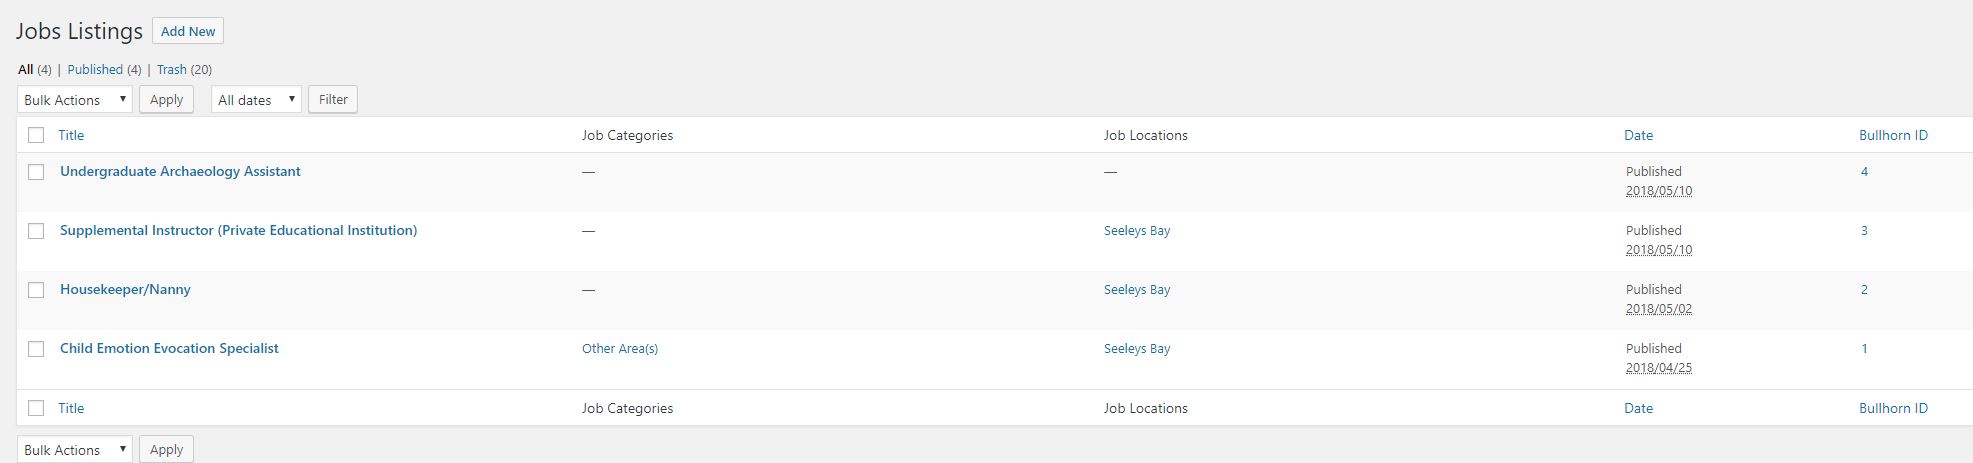 Jobs Listings Add New
All (4) | Published (4) | Trash (20)
Bulk Actions Apply All dates Filter
Title Job Categories Job Locations Date Bullhorn ID
Undergraduate Archaeology Assistant — — Published 4
2018/05/10
Supplemental Instructor (Private Educational Institution) — Seeleys Bay Published 3
2018/05/10
Housekeeper/Nanny — Seeleys Bay Published 2
2018/05/02
Child Emotion Evocation Specialist Other Area(s) Seeleys Bay Published 1
2018/04/25
Title Job Categories Job Locations Date Bullhorn ID
Bulk Actions Apply